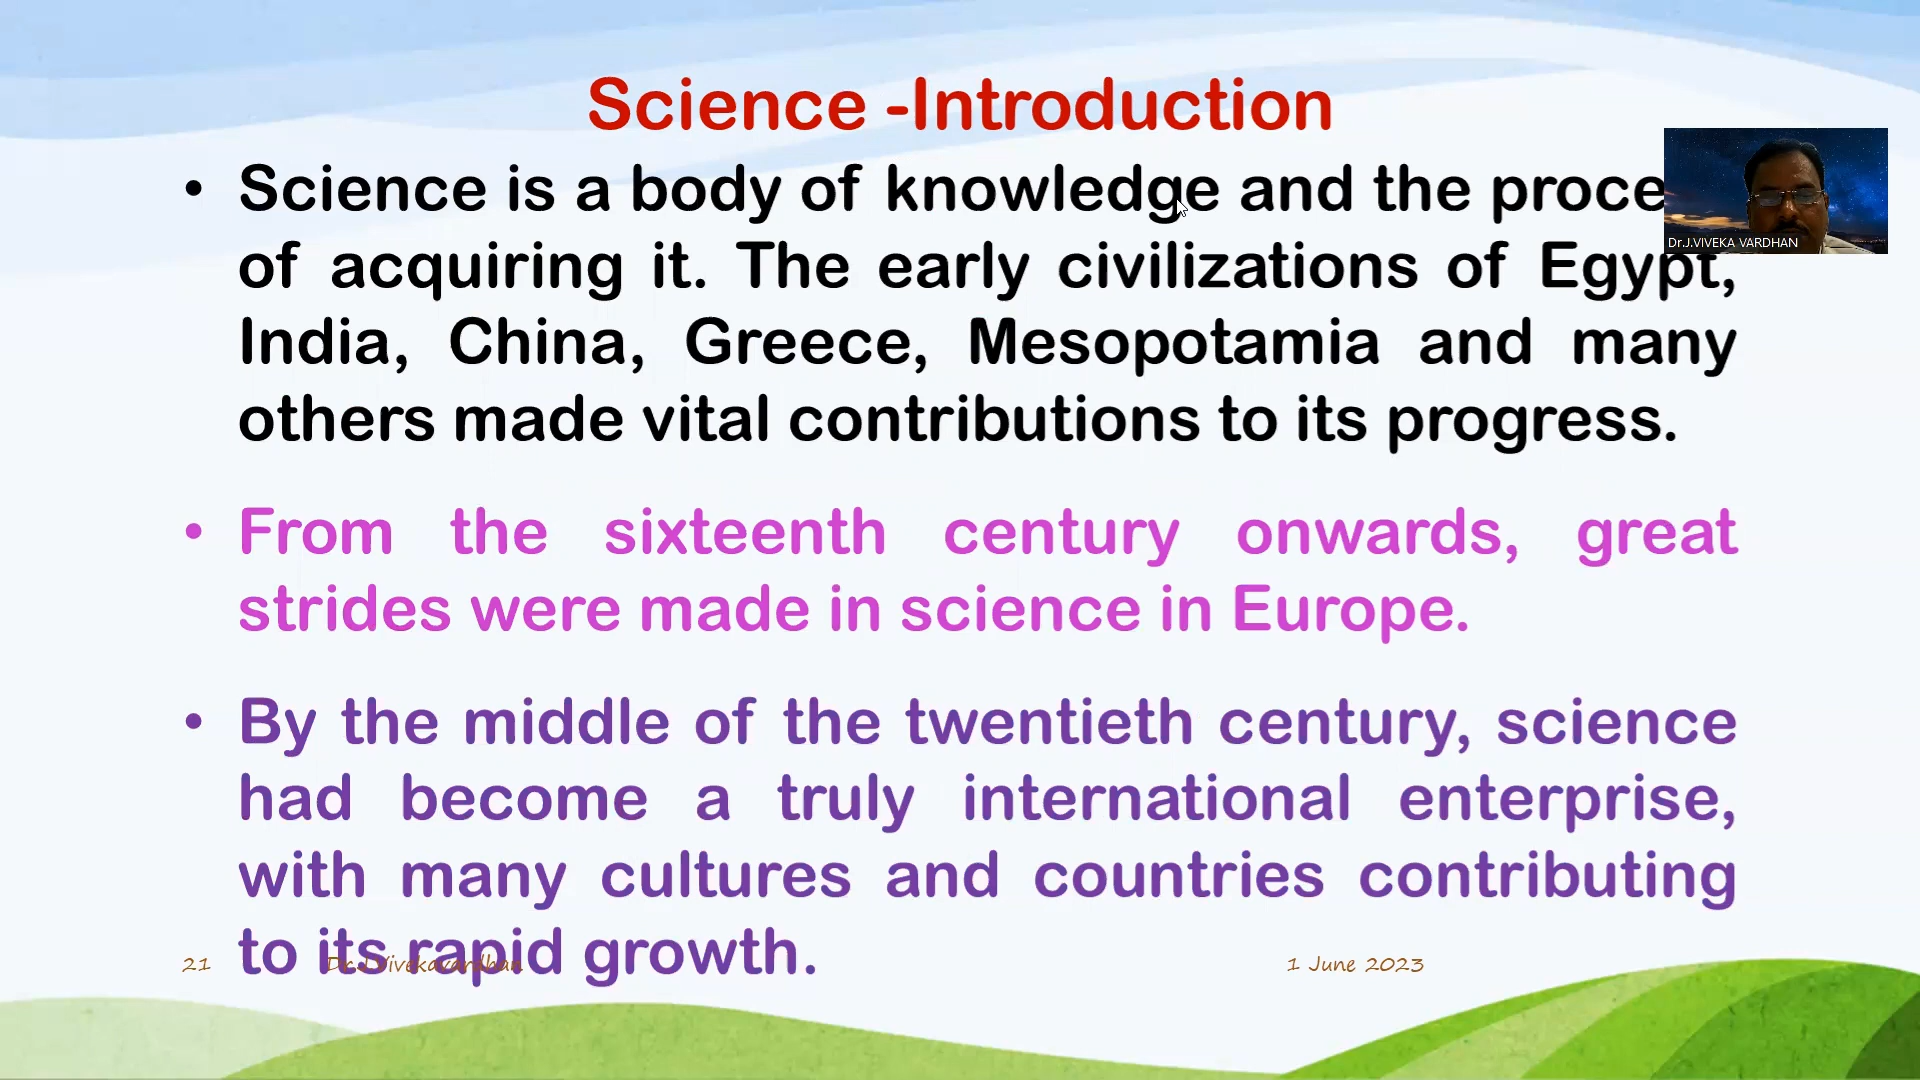 Science -Introduction
• Science is a body of knowledge and the proce
Dr.J.VIVEKA VARDHAN
of acquiring it. The early civilizations of Egypt,
India, China, Greece, Mesopotamia and many
others made vital contributions to its progress.
• From the sixteenth century onwards, great
strides were made in science in Europe.
• By the middle of the twentieth century, science
had become a truly international enterprise,
with many cultures and countries contributing
to its rapid growth.
21 Dr.J.Vivekavardhan 1 June 2023